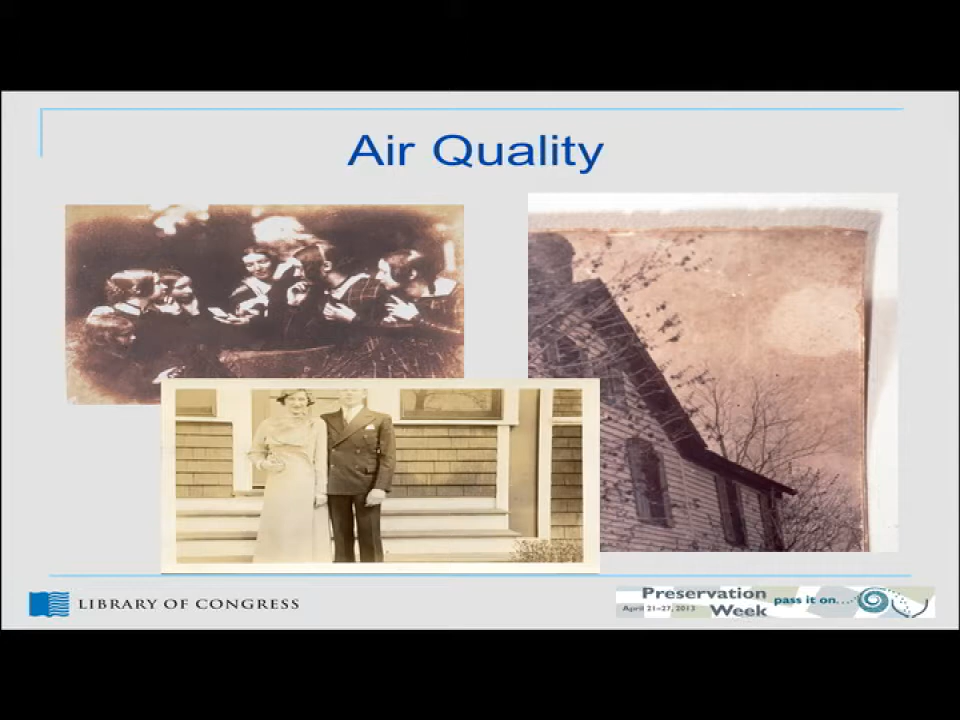 Air Quality
LIBRARY OF CONGRESS
Preservation
April 21-27, 2013 Week
pass it on...